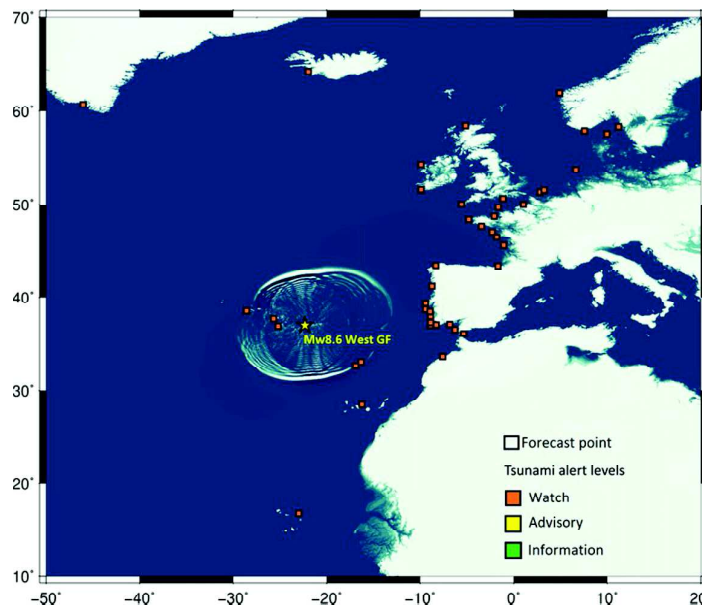 70°
60°
50°
40°
30°
20°
10°
Mw8.6 West GF
Forecast point
Tsunami alert levels
Watch
Advisory
Information
−50° −40° −30° −20° −10° 0° 10° 20°